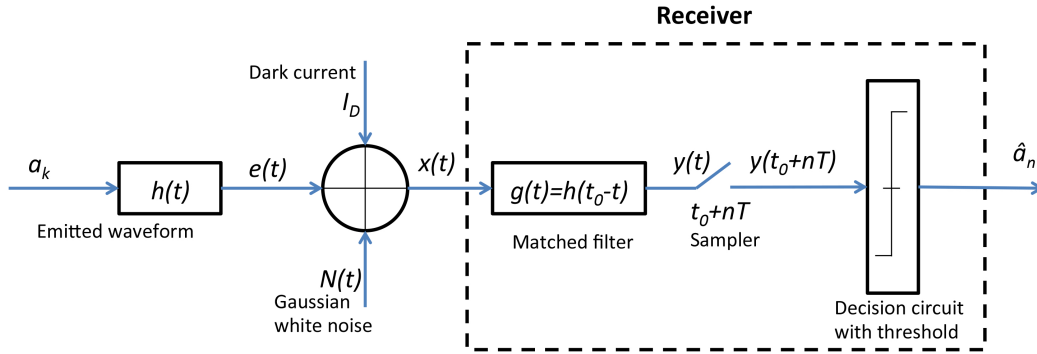 Receiver
Dark current
I_D
a_k
h(t)
e(t)
x(t)
g(t)=h(t_0-t)
y(t)
y(t_0+nT)
â_n
Emitted waveform
N(t)
Gaussian
white noise
Matched filter
t_0+nT
Sampler
Decision circuit
with threshold